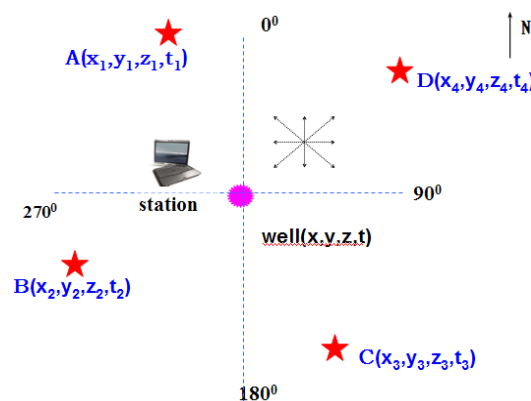 0⁰
N
A(x₁,y₁,z₁,t₁)
D(x₄,y₄,z₄,t₄)
90⁰
station
270⁰
well(x,y,z,t)
B(x₂,y₂,z₂,t₂)
C(x₃,y₃,z₃,t₃)
180⁰